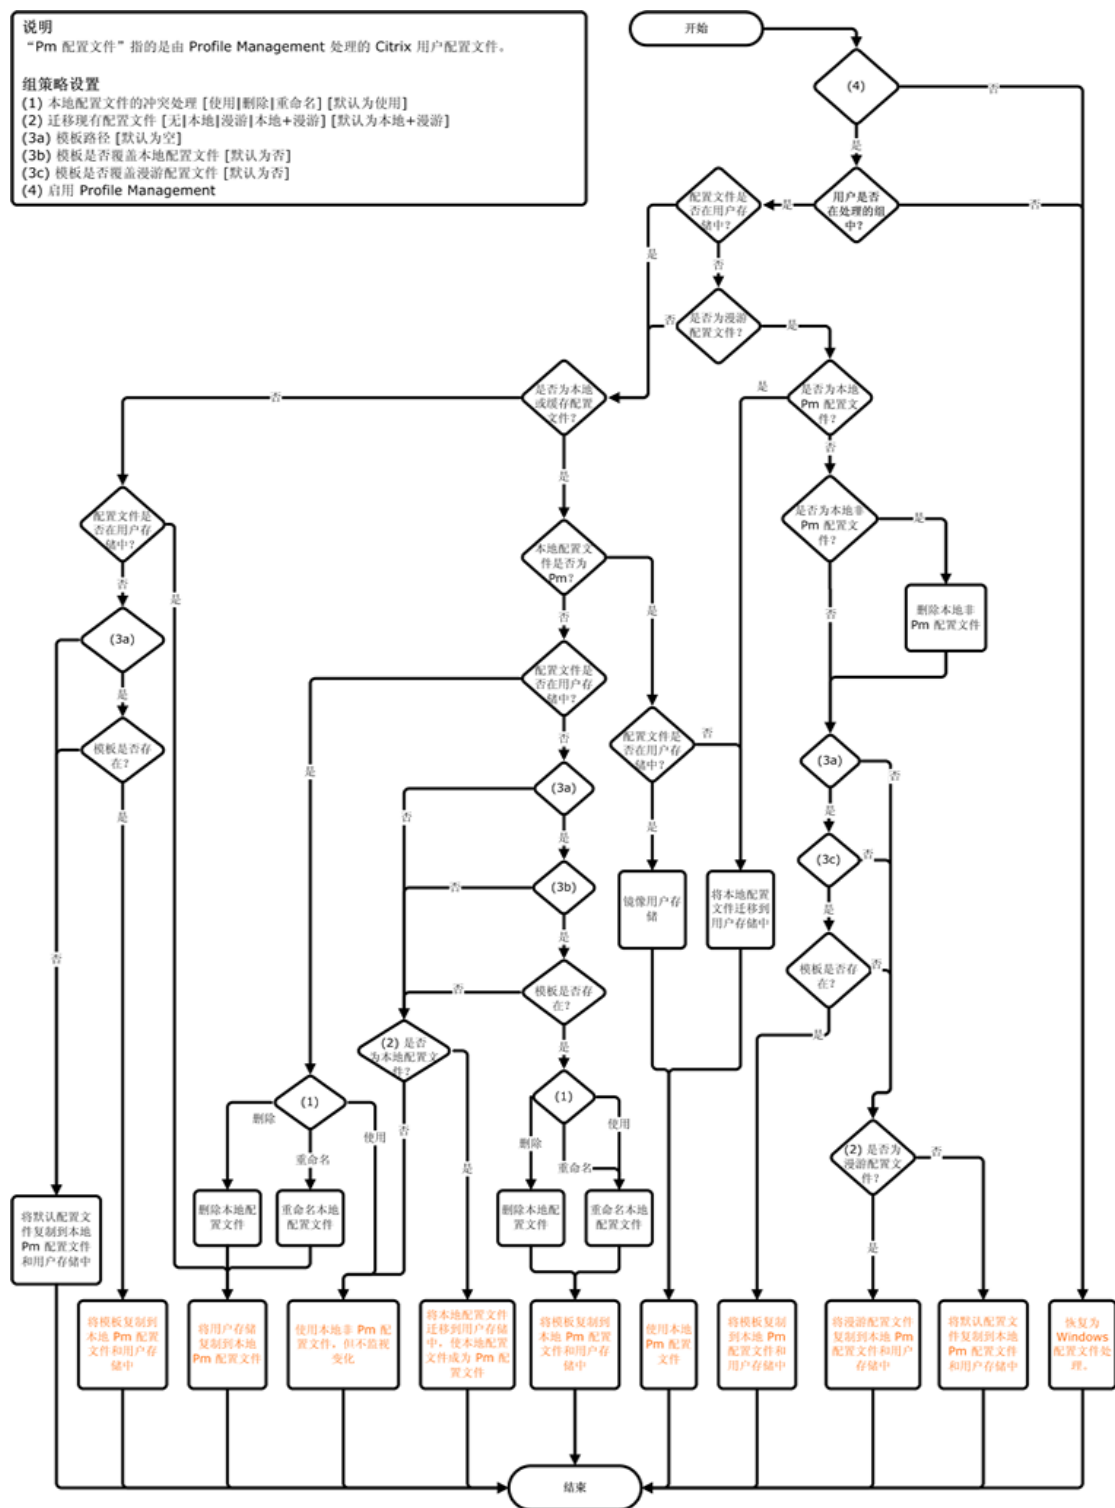 说明
“Pm 配置文件”指的是由 Profile Management 处理的 Citrix 用户配置文件。
组策略设置
(1) 本地配置文件的冲突处理 [使用|删除|重命名] [默认为使用]
(2) 迁移现有配置文件 [无|本地|漫游|本地+漫游] [默认为本地+漫游]
(3a) 模板路径 [默认为空]
(3b) 模板是否覆盖本地配置文件 [默认为否]
(3c) 模板是否覆盖漫游配置文件 [默认为否]
(4) 启用 Profile Management
开始
(4)
否
是
用户是否
在处理的组
中?
否
是
配置文件是
否在用户存
储中?
是
否
是否为漫游
配置文件?
否
是
是否为本地
或缓存配置
文件?
否
是
是否为本地
Pm 配置文
件?
是
否
配置文件是
否在用户存
储中?
否
是
本地配置文
件是否为
Pm?
是
否
是否为本地非
Pm 配置文
件?
是
否
删除本地非
Pm 配置文件
(3a)
是
否
配置文件是
否在用户存
储中?
是
否
模板是否存
在?
是
配置文件是
否在用户存
储中?
否
是
(3a)
否
是
(3a)
否
是
(3b)
否
是
(3c)
否
是
镜像用户存
储
将本地配置
文件迁移到
用户存储中
模板是否存
在?
否
是
模板是否存
在?
否
是
(2) 是否
为本地配置文
件?
否
是
(1)
删除
重命名
使用
(1)
删除
重命名
使用
(2) 是否为
漫游配置文
件?
否
是
将默认配置文
件复制到本地
Pm 配置文件
和用户存储中
删除本地配
置文件
重命名本地
配置文件
删除本地配
置文件
重命名本地
配置文件
将模板复制到
本地 Pm 配置
文件和用户存
储中
将用户存储
复制到本地
Pm 配置文件
使用本地非 Pm 配
置文件，但不监视
变化
将本地配置文件
迁移到用户存储
中，使本地配置
文件成为 Pm 配
置文件
将模板复制到
本地 Pm 配置
文件和用户存
储中
使用本地
Pm 配置
文件
将模板复制
到本地 Pm
配置文件和
用户存储中
将漫游配置文件
复制到本地 Pm
配置文件和用
户存储中
将默认配置
文件复制到本地
Pm 配置文件
和用户存储中
恢复为
Windows
配置文件处
理。
结束